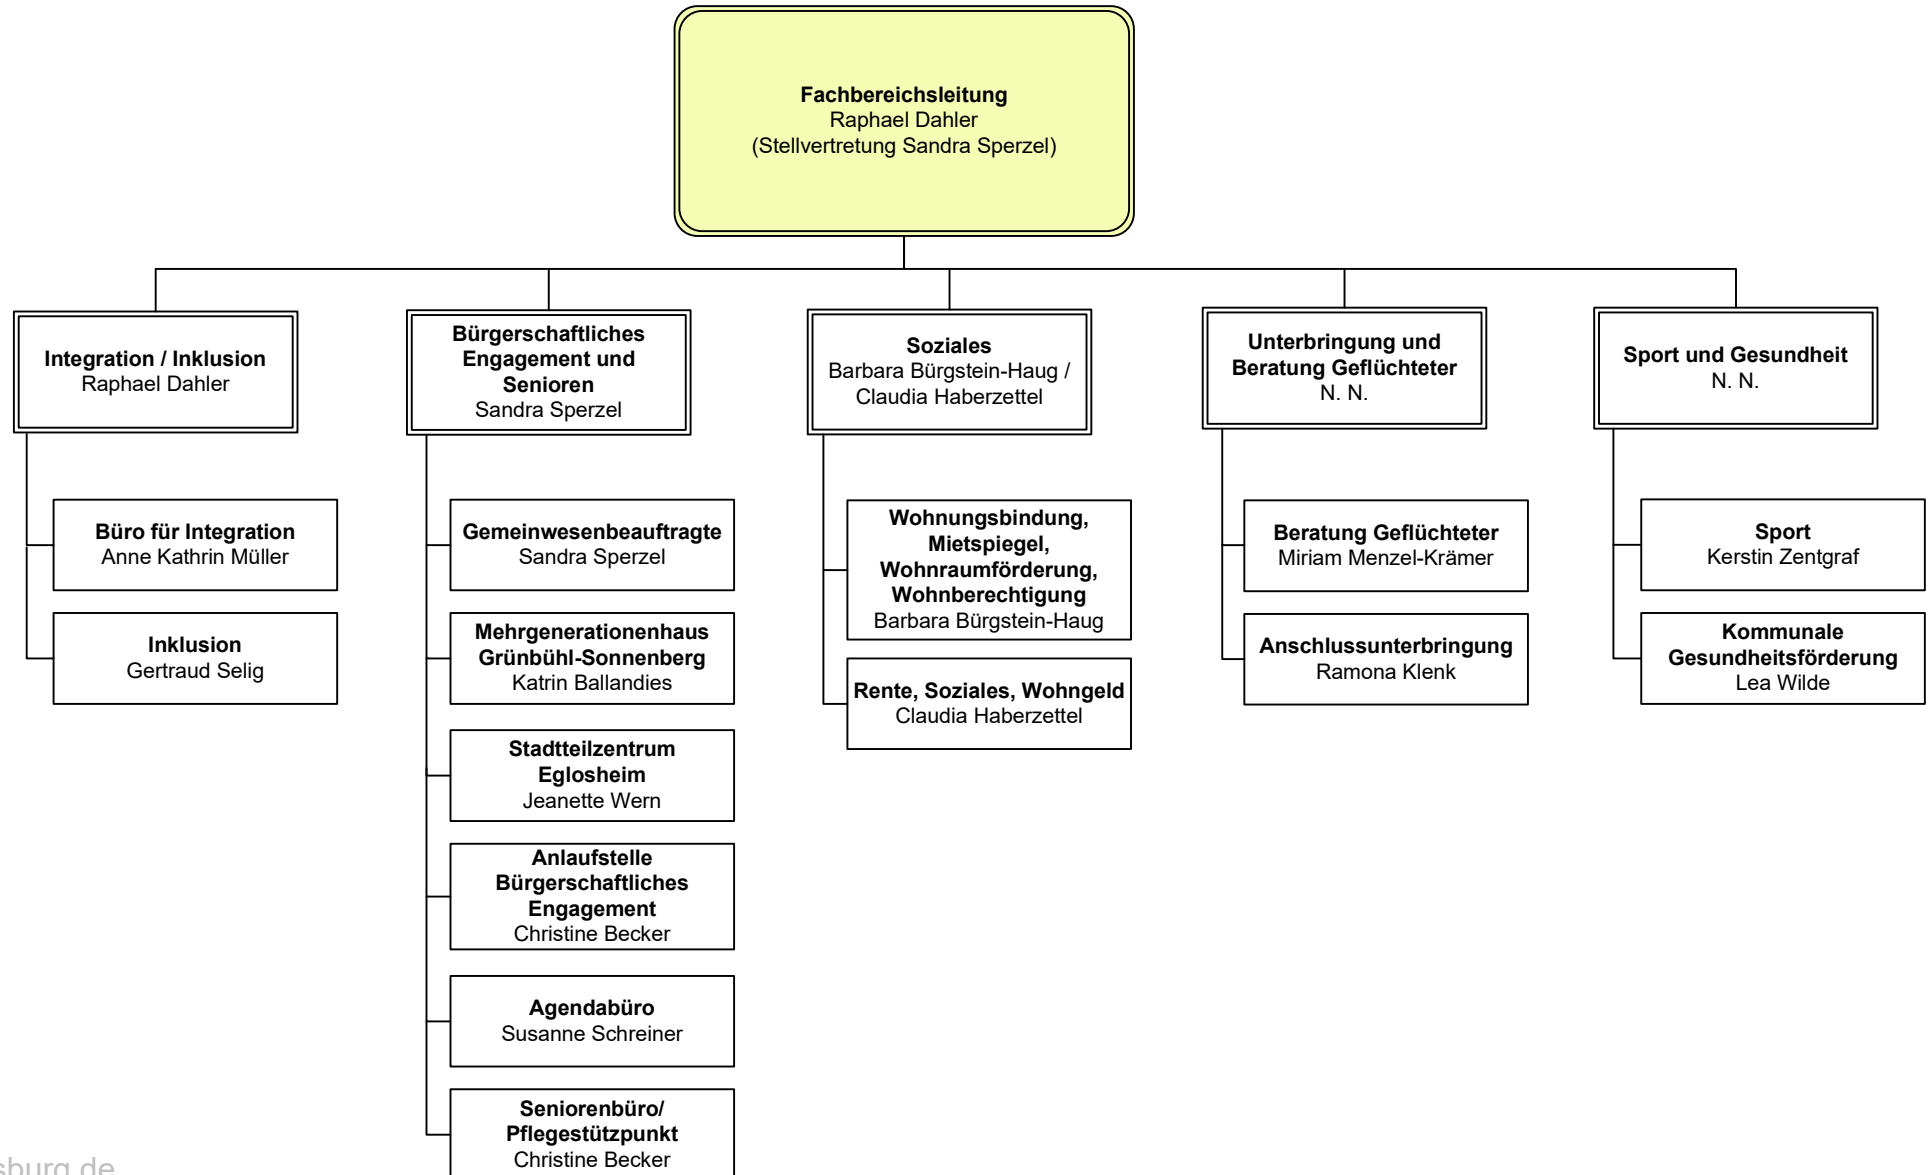 Fachbereichsleitung
Raphael Dahler
(Stellvertretung Sandra Sperzel)
Integration / Inklusion
Raphael Dahler
Büro für Integration
Anne Kathrin Müller
Inklusion
Gertraud Selig
Bürgerschaftliches
Engagement und
Senioren
Sandra Sperzel
Gemeinwesenbeauftragte
Sandra Sperzel
Mehrgenerationenhaus
Grünbühl-Sonnenberg
Katrin Ballandies
Stadtteilzentrum
Eglosheim
Jeanette Wern
Anlaufstelle
Bürgerschaftliches
Engagement
Christine Becker
Agendabüro
Susanne Schreiner
Seniorenbüro/
Pflegestützpunkt
Christine Becker
Soziales
Barbara Bürgstein-Haug /
Claudia Haberzettel
Wohnungsbindung,
Mietspiegel,
Wohnraumförderung,
Wohnberechtigung
Barbara Bürgstein-Haug
Rente, Soziales, Wohngeld
Claudia Haberzettel
Unterbringung und
Beratung Geflüchteter
N. N.
Beratung Geflüchteter
Miriam Menzel-Krämer
Anschlussunterbringung
Ramona Klenk
Sport und Gesundheit
N. N.
Sport
Kerstin Zentgraf
Kommunale
Gesundheitsförderung
Lea Wilde
sburg.de